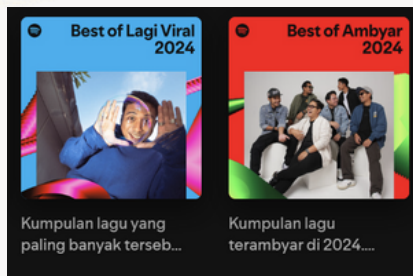 Best of Lagi Viral
2024
Kumpulan lagu yang
paling banyak terseb...
Best of Ambyar
2024
Kumpulan lagu
terambyar di 2024....